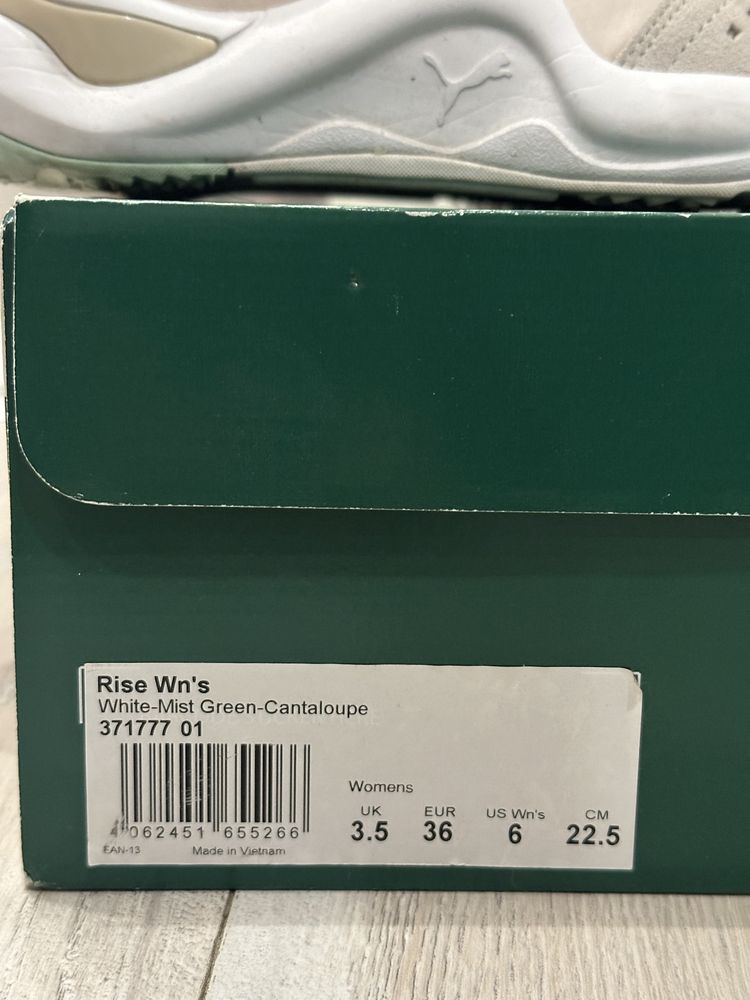 Rise Wn's
White-Mist Green-Cantaloupe
371777 01
Womens
UK EUR US Wn's CM
3.5 36 6 22.5
4 062451 655266
EAN-13 Made in Vietnam